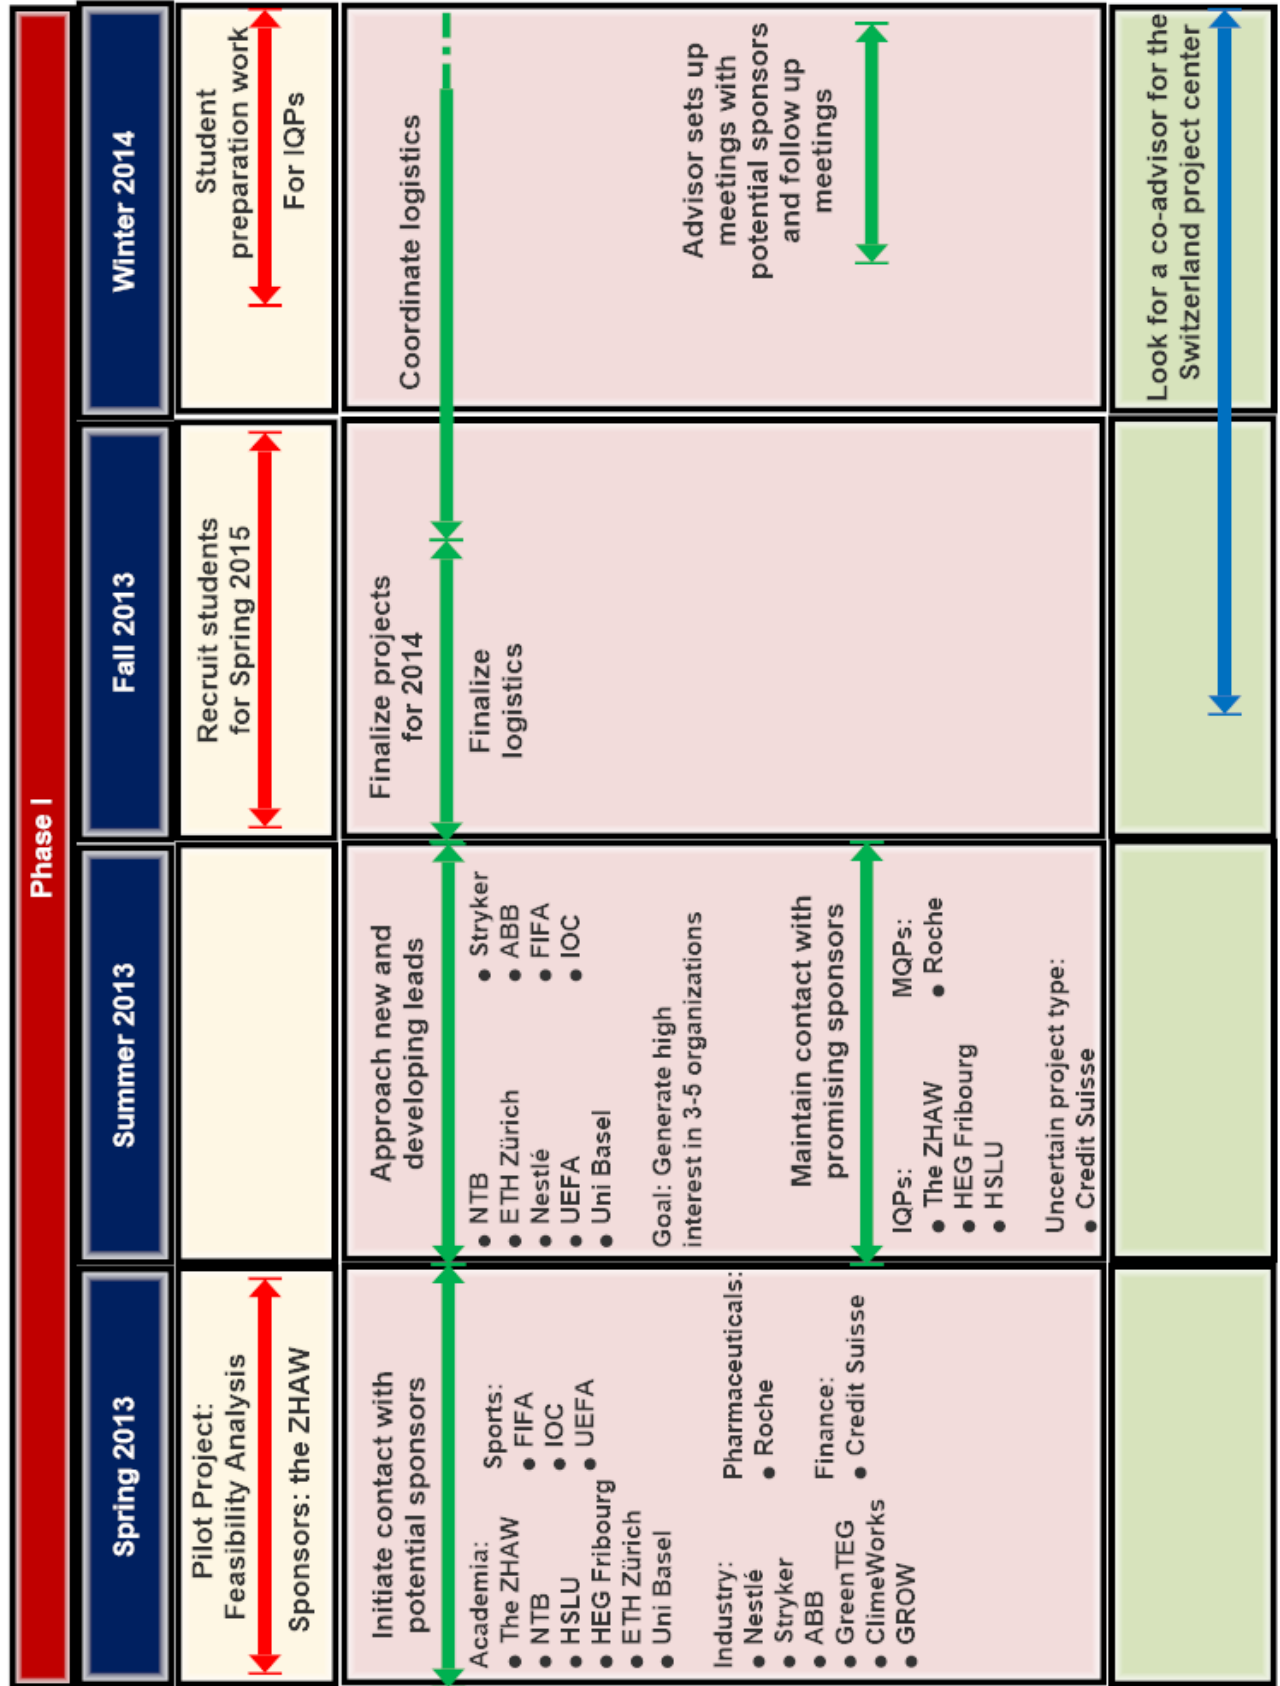 Phase I
Spring 2013
Summer 2013
Fall 2013
Winter 2014
Pilot Project:
Feasibility Analysis
Sponsors: the ZHAW
Recruit students
for Spring 2015
Student
preparation work
For IQPs
Initiate contact with
potential sponsors
Academia:
• The ZHAW
• NTB
• HSLU
• HEG Fribourg
• ETH Zürich
• Uni Basel
Sports:
• FIFA
• IOC
• UEFA
Industry:
• Nestlé
• Stryker
• ABB
• GreenTEG
• ClimeWorks
• GROW
Pharmaceuticals:
• Roche
Finance:
• Credit Suisse
Approach new and
developing leads
• NTB
• ETH Zürich
• Nestlé
• UEFA
• Uni Basel
• Stryker
• ABB
• FIFA
• IOC
Goal: Generate high
interest in 3-5 organizations
Maintain contact with
promising sponsors
IQPs:
• The ZHAW
• HEG Fribourg
• HSLU
MQPs:
• Roche
Uncertain project type:
• Credit Suisse
Finalize projects
for 2014
Finalize
logistics
Coordinate logistics
Advisor sets up
meetings with
potential sponsors
and follow up
meetings
Look for a co-advisor for the
Switzerland project center